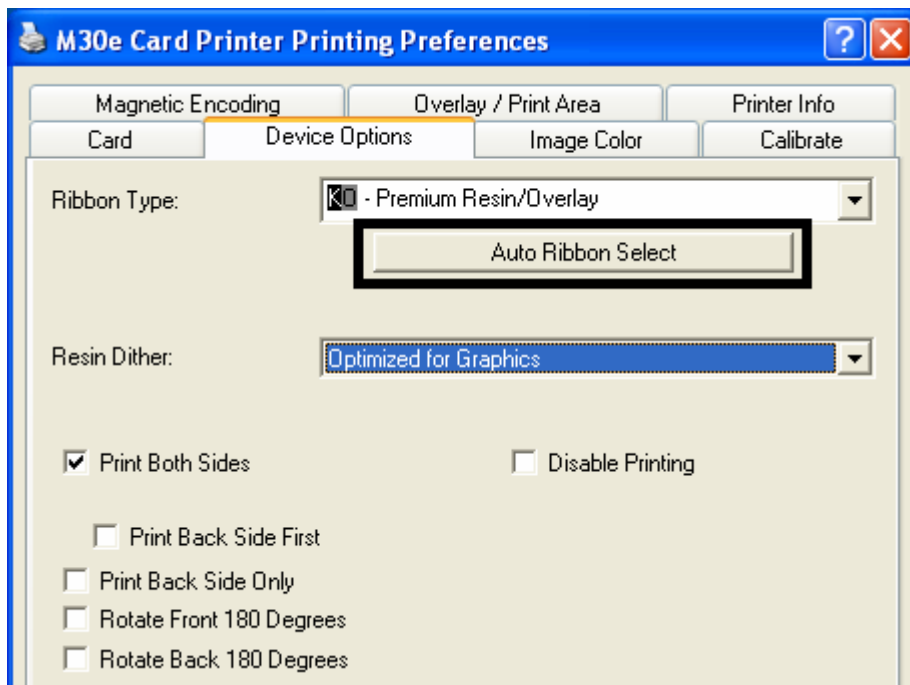 M30e Card Printer Printing Preferences
Magnetic Encoding Overlay / Print Area Printer Info
Card Device Options Image Color Calibrate
Ribbon Type: KO - Premium Resin/Overlay
Auto Ribbon Select
Resin Dither: Optimized for Graphics
Print Both Sides Disable Printing
Print Back Side First
Print Back Side Only
Rotate Front 180 Degrees
Rotate Back 180 Degrees